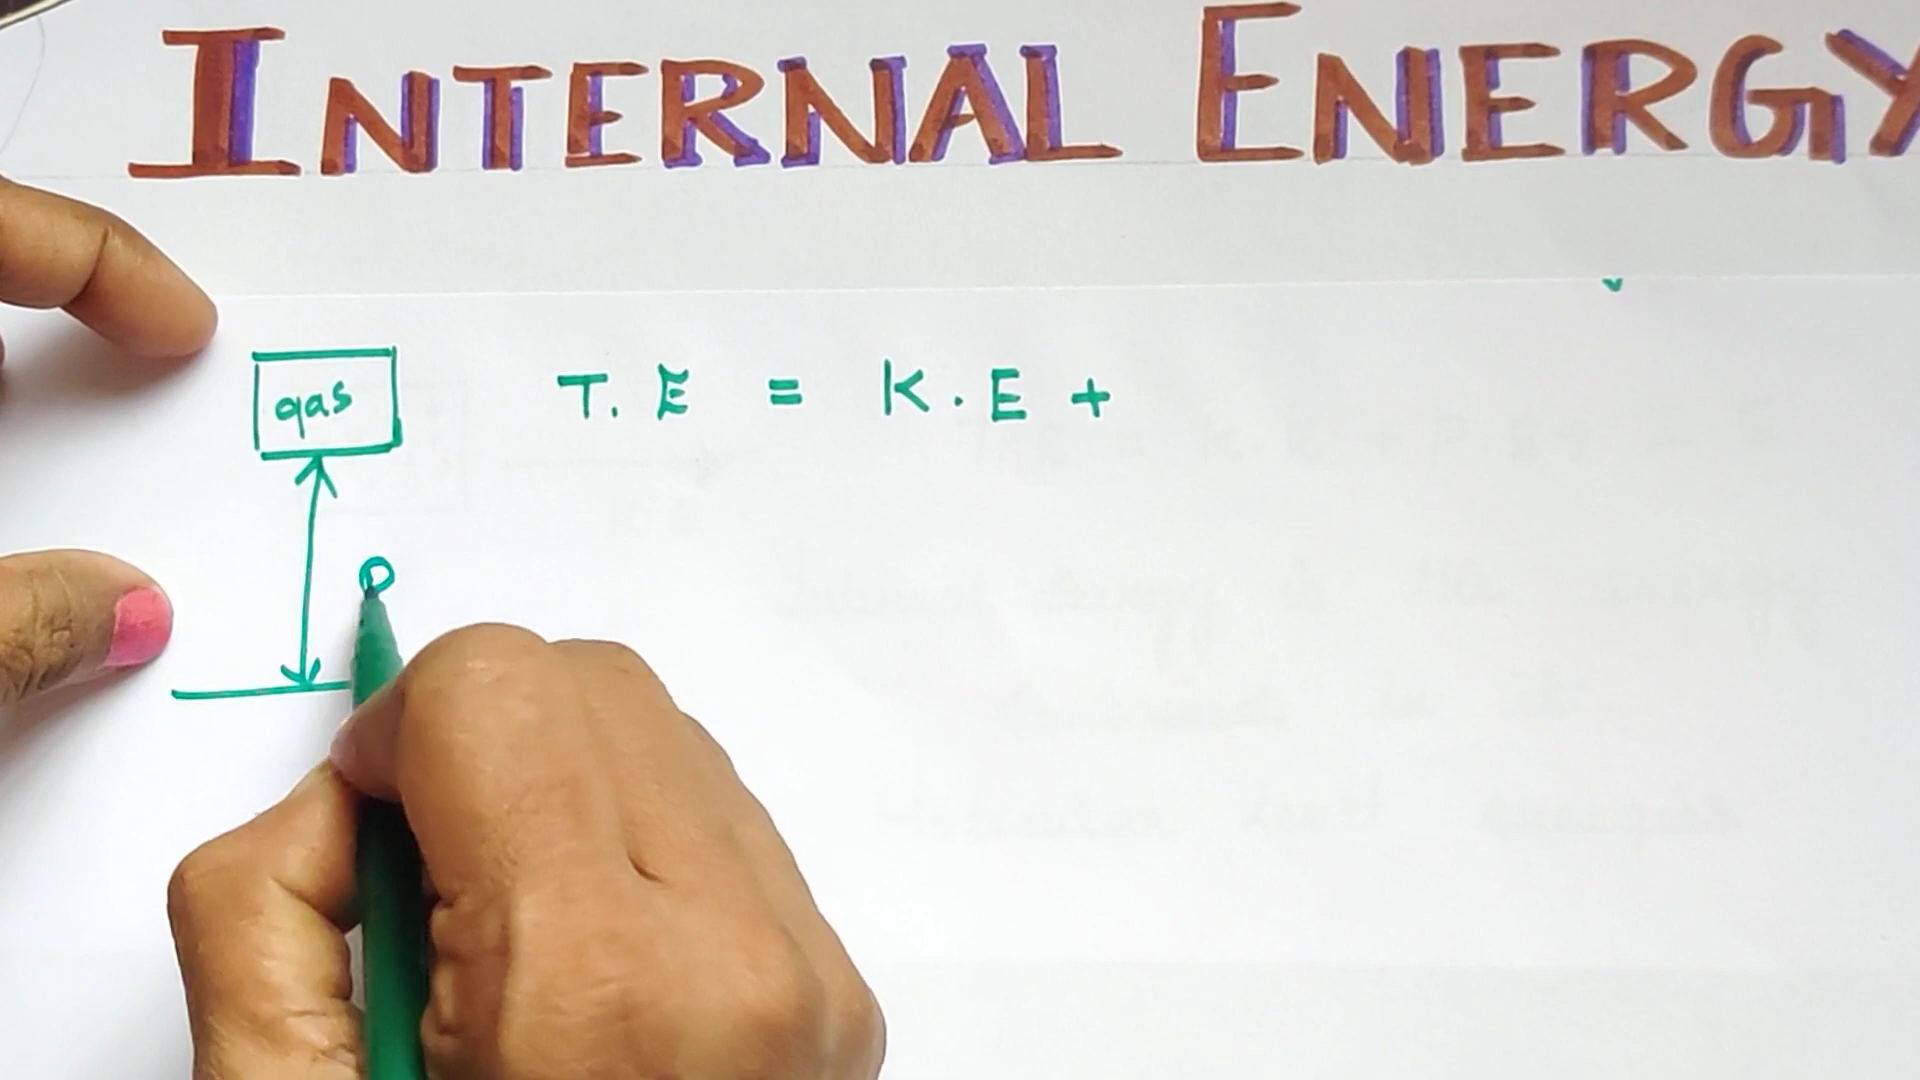 INTERNAL ENERGY
gas T. E = K. E +
P